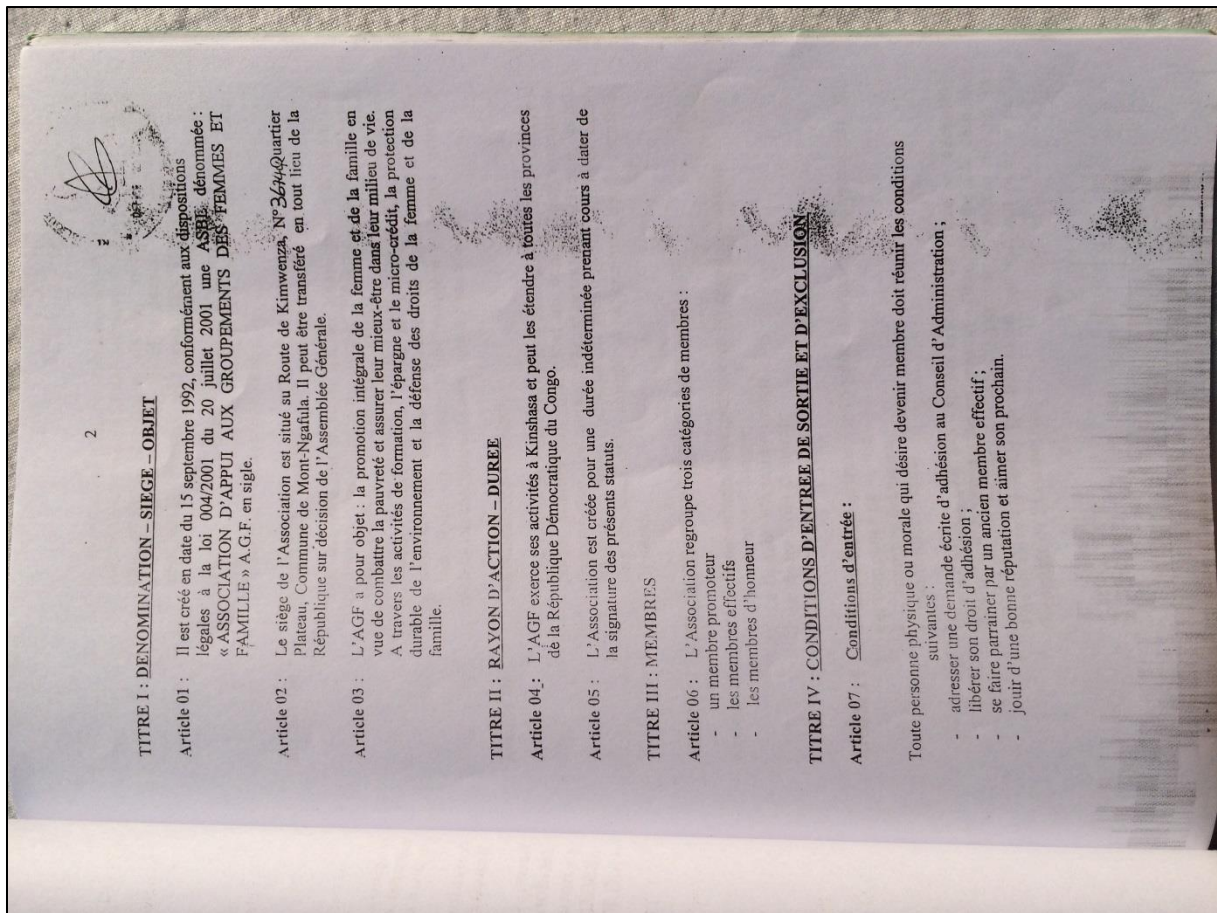 2
TITRE I : DENOMINATION – SIEGE – OBJET
Article 01 : Il est créé en date du 15 septembre 1992, conformément aux dispositions
légales à la loi 004/2001 du 20 juillet 2001 une ASBL dénommée :
« ASSOCIATION D'APPUI AUX GROUPEMENTS DES FEMMES ET
FAMILLE » A.G.F. en sigle.
Article 02 : Le siège de l'Association est situé su Route de Kimwenza, N° Quartier
Plateau, Commune de Mont-Ngafula. Il peut être transféré en tout lieu de la
République sur décision de l'Assemblée Générale.
Article 03 : L'AGF a pour objet : la promotion intégrale de la femme et de la famille en
vue de combattre la pauvreté et assurer leur mieux-être dans leur milieu de vie.
A travers les activités de formation, l'épargne et le micro-crédit, la protection
durable de l'environnement et la défense des droits de la femme et de la
famille.
TITRE II : RAYON D'ACTION – DUREE
Article 04 : L'AGF exerce ses activités à Kinshasa et peut les étendre à toutes les provinces
de la République Démocratique du Congo.
Article 05 : L'Association est créée pour une durée indéterminée prenant cours à dater de
la signature des présents statuts.
TITRE III : MEMBRES
Article 06 : L'Association regroupe trois catégories de membres :
- un membre promoteur
- les membres effectifs
- les membres d'honneur
TITRE IV : CONDITIONS D'ENTREE DE SORTIE ET D'EXCLUSION
Article 07 : Conditions d'entrée :
Toute personne physique ou morale qui désire devenir membre doit réunir les conditions
suivantes :
- adresser une demande écrite d'adhésion au Conseil d'Administration ;
- libérer son droit d'adhésion ;
- se faire parrainer par un ancien membre effectif ;
- jouir d'une bonne réputation et aimer son prochain.